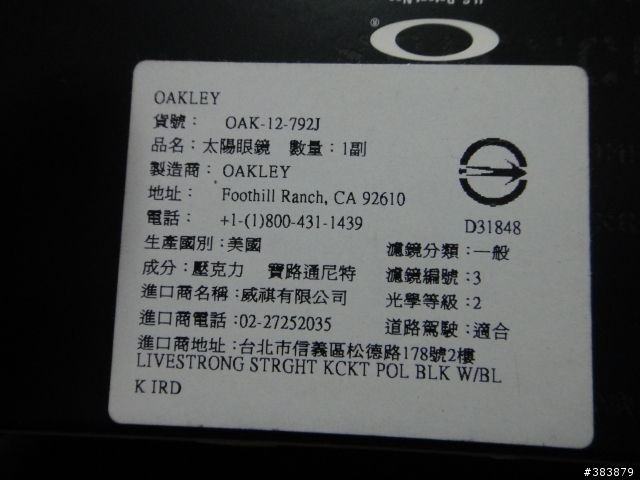 ®
OAKLEY
貨號： OAK-12-792J
品名：太陽眼鏡 數量：1副
製造商： OAKLEY
地址： Foothill Ranch, CA 92610
電話： +1-(1)800-431-1439
D31848
生產國別：美國 濾鏡分類：一般
成分：壓克力 寶路通尼特 濾鏡編號：3
進口商名稱：威祺有限公司 光學等級：2
進口商電話：02-27252035 道路駕駛：適合
進口商地址：台北市信義區松德路178號2樓
LIVESTRONG STRGHT KCKT POL BLK W/BL
K IRD
#383879